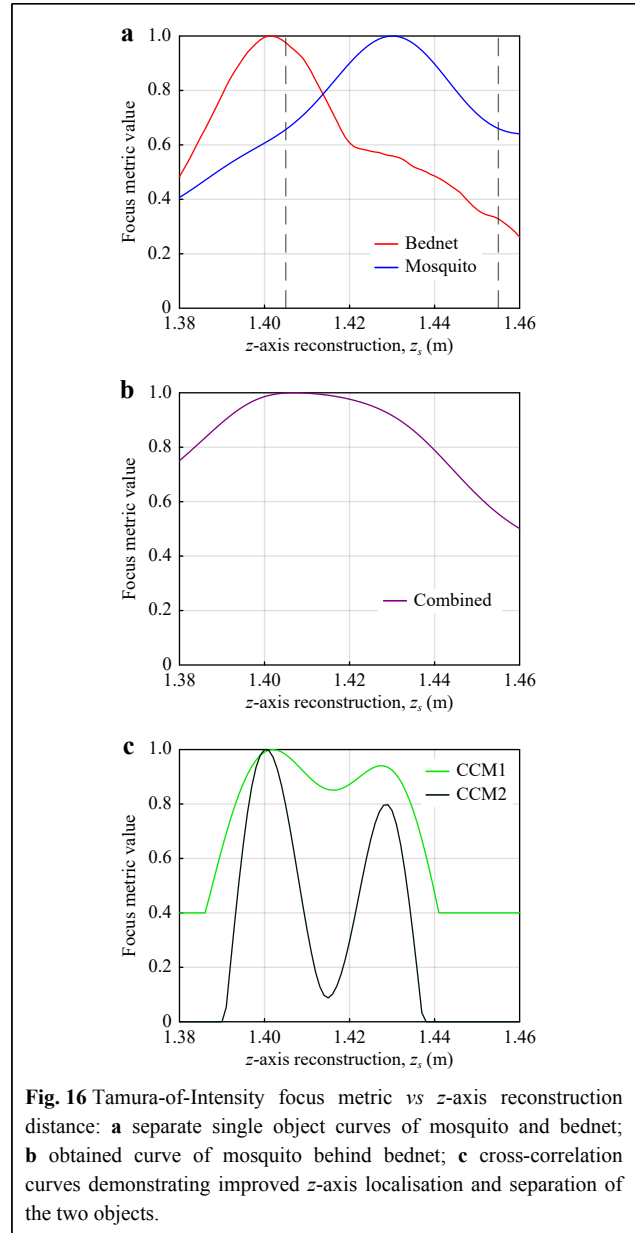 a
1.0
0.8
0.6
0.4
0.2
0
Focus metric value
Bednet
Mosquito
1.38 1.40 1.42 1.44 1.46
z-axis reconstruction, zₛ (m)
b
1.0
0.8
0.6
0.4
0.2
0
Focus metric value
Combined
1.38 1.40 1.42 1.44 1.46
z-axis reconstruction, zₛ (m)
c
1.0
0.8
0.6
0.4
0.2
0
Focus metric value
CCM1
CCM2
1.38 1.40 1.42 1.44 1.46
z-axis reconstruction, zₛ (m)
Fig. 16 Tamura-of-Intensity focus metric vs z-axis reconstruction
distance: a separate single object curves of mosquito and bednet;
b obtained curve of mosquito behind bednet; c cross-correlation
curves demonstrating improved z-axis localisation and separation of
the two objects.